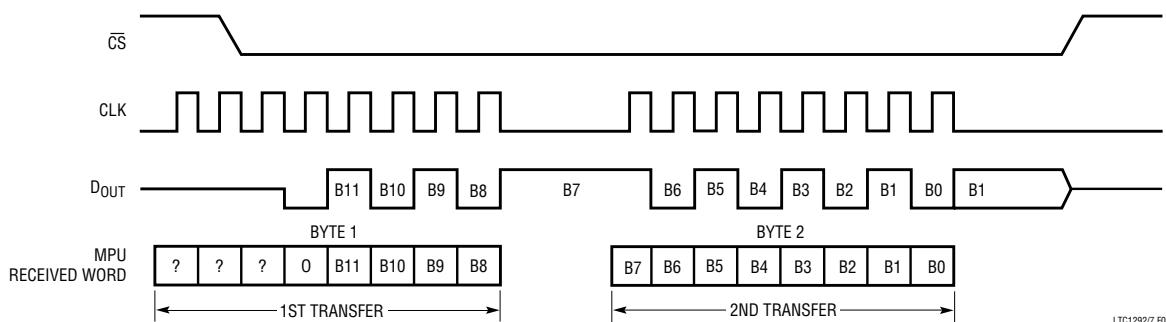 CS
CLK
DOUT
B11 B10 B9 B8 B7 B6 B5 B4 B3 B2 B1 B0 B1
BYTE 1 BYTE 2
MPU
RECEIVED WORD
? ? ? O B11 B10 B9 B8 B7 B6 B5 B4 B3 B2 B1 B0
1ST TRANSFER 2ND TRANSFER
LTC1292/7 F0